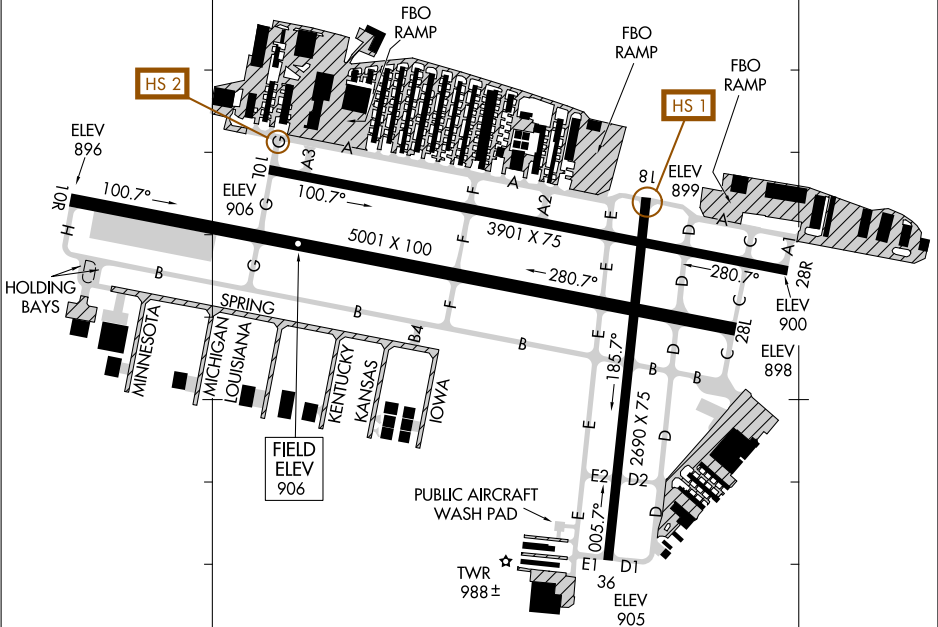 FBO
RAMP
FBO
RAMP
FBO
RAMP
HS 2
HS 1
ELEV
896
G
A3
A
10L
18
ELEV
899
10R
100.7°
ELEV
906
100.7°
F
A
A2
E
D
A
C
A1
H
G
5001 X 100
3901 X 75
F
E
280.7°
280.7°
28R
HOLDING
BAYS
B
G
D
C
ELEV
900
SPRING
B
F
E
28L
MINNESOTA
MICHIGAN
LOUISIANA
KENTUCKY
KANSAS
B4
IOWA
B
185.7°
D
C
ELEV
898
B
B
2690 X 75
FIELD
ELEV
906
E
D
E2
D2
PUBLIC AIRCRAFT
WASH PAD
E
005.7°
D
TWR
988±
E1
36
D1
ELEV
905